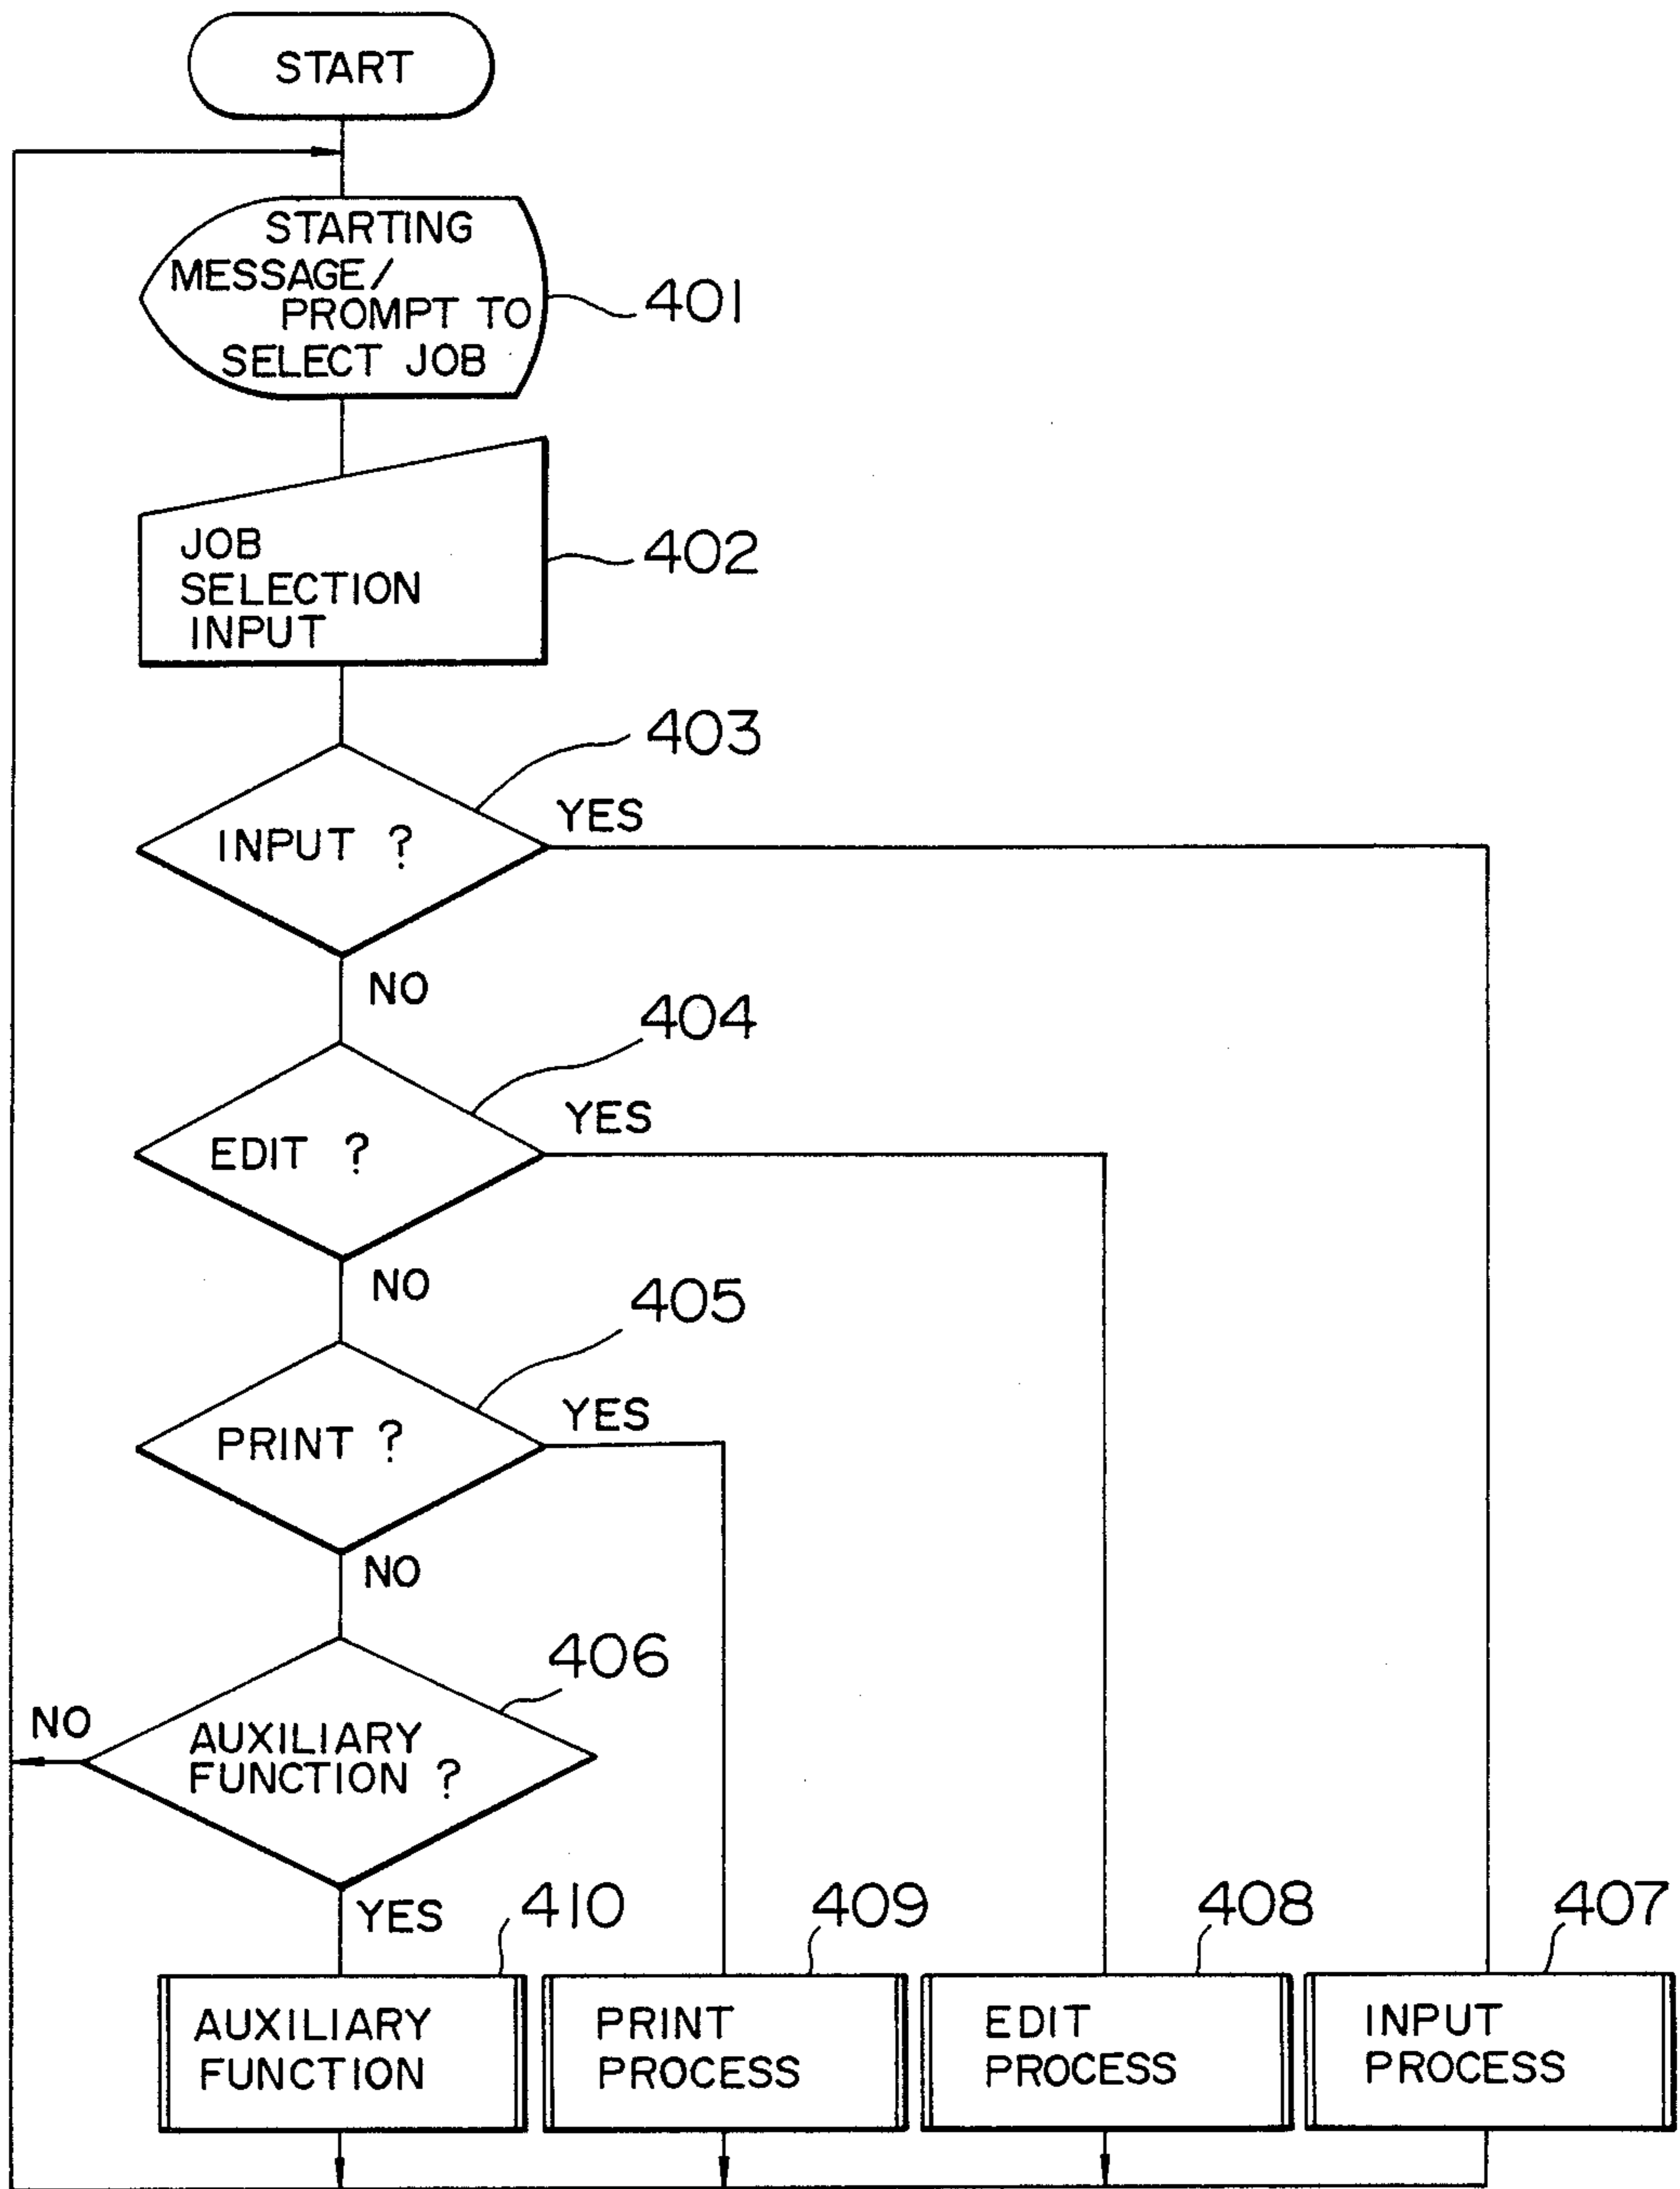 START
STARTING
MESSAGE/
PROMPT TO
SELECT JOB
401
JOB
SELECTION
INPUT
402
403
INPUT ?
YES
NO
404
EDIT ?
YES
NO
405
PRINT ?
YES
NO
406
NO
AUXILIARY
FUNCTION ?
YES
410
409
408
407
AUXILIARY
FUNCTION
PRINT
PROCESS
EDIT
PROCESS
INPUT
PROCESS